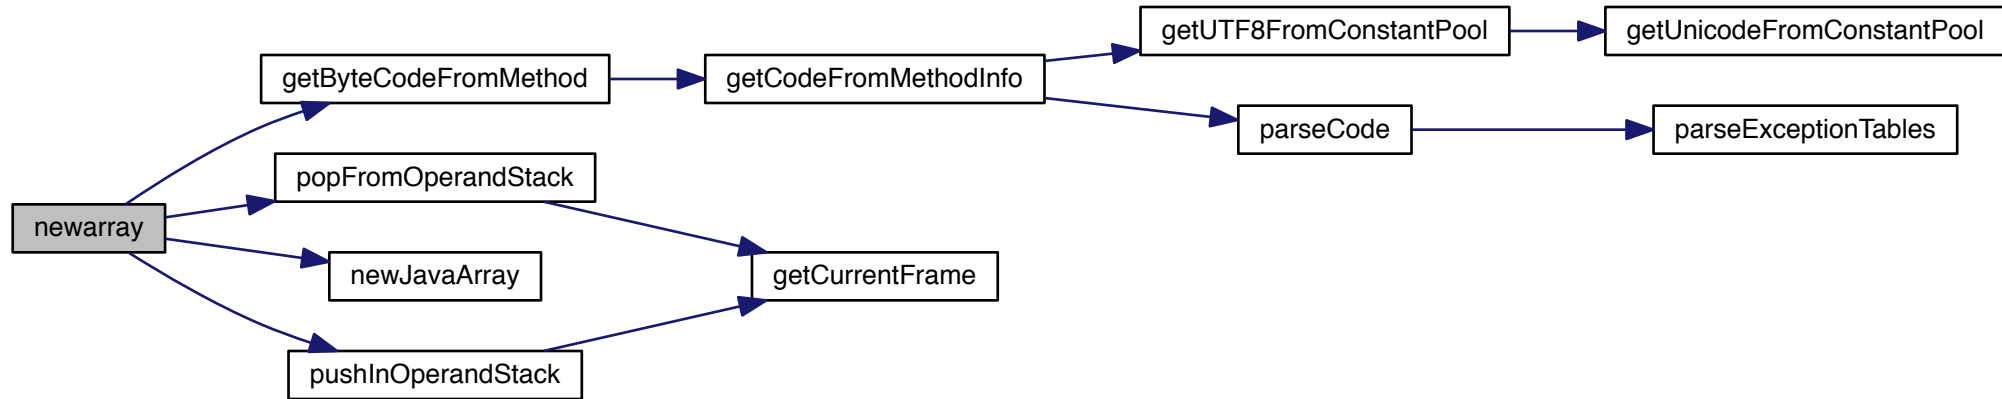 getUTF8FromConstantPool
getUnicodeFromConstantPool
getByteCodeFromMethod
getCodeFromMethodInfo
parseCode
parseExceptionTables
popFromOperandStack
newarray
newJavaArray
getCurrentFrame
pushInOperandStack